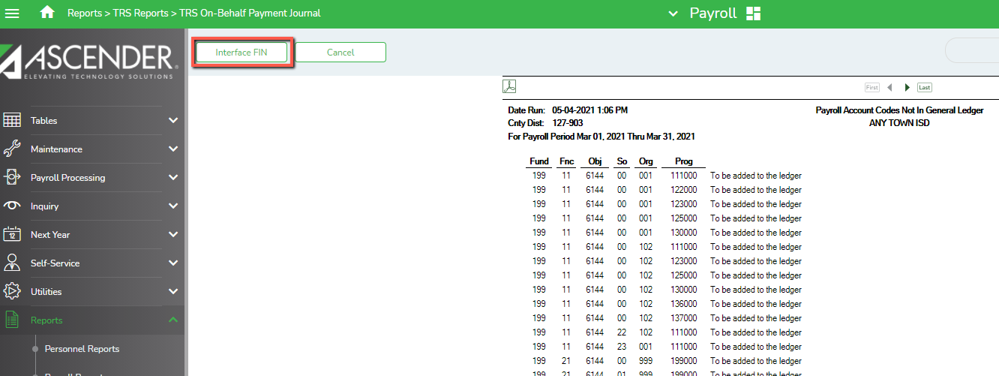 Reports > TRS Reports > TRS On-Behalf Payment Journal
Payroll
ASCENDER
ELEVATING TECHNOLOGY SOLUTIONS
Interface FIN
Cancel
Tables
Maintenance
Payroll Processing
Inquiry
12
Next Year
Self-Service
Utilities
Reports
Personnel Reports
First
Last
Date Run: 05-04-2021 1:06 PM
Payroll Account Codes Not In General Ledger
Cnty Dist: 127-903
ANY TOWN ISD
For Payroll Period Mar 01, 2021 Thru Mar 31, 2021
Fund Fnc Obj So Org Prog
199 11 6144 00 001 111000 To be added to the ledger
199 11 6144 00 001 122000 To be added to the ledger
199 11 6144 00 001 123000 To be added to the ledger
199 11 6144 00 001 125000 To be added to the ledger
199 11 6144 00 001 130000 To be added to the ledger
199 11 6144 00 102 111000 To be added to the ledger
199 11 6144 00 102 123000 To be added to the ledger
199 11 6144 00 102 125000 To be added to the ledger
199 11 6144 00 102 130000 To be added to the ledger
199 11 6144 00 102 136000 To be added to the ledger
199 11 6144 00 102 137000 To be added to the ledger
199 11 6144 22 102 111000 To be added to the ledger
199 11 6144 23 001 111000 To be added to the ledger
199 21 6144 00 999 199000 To be added to the ledger
199 21 6144 01 999 199000 To be added to the ledger